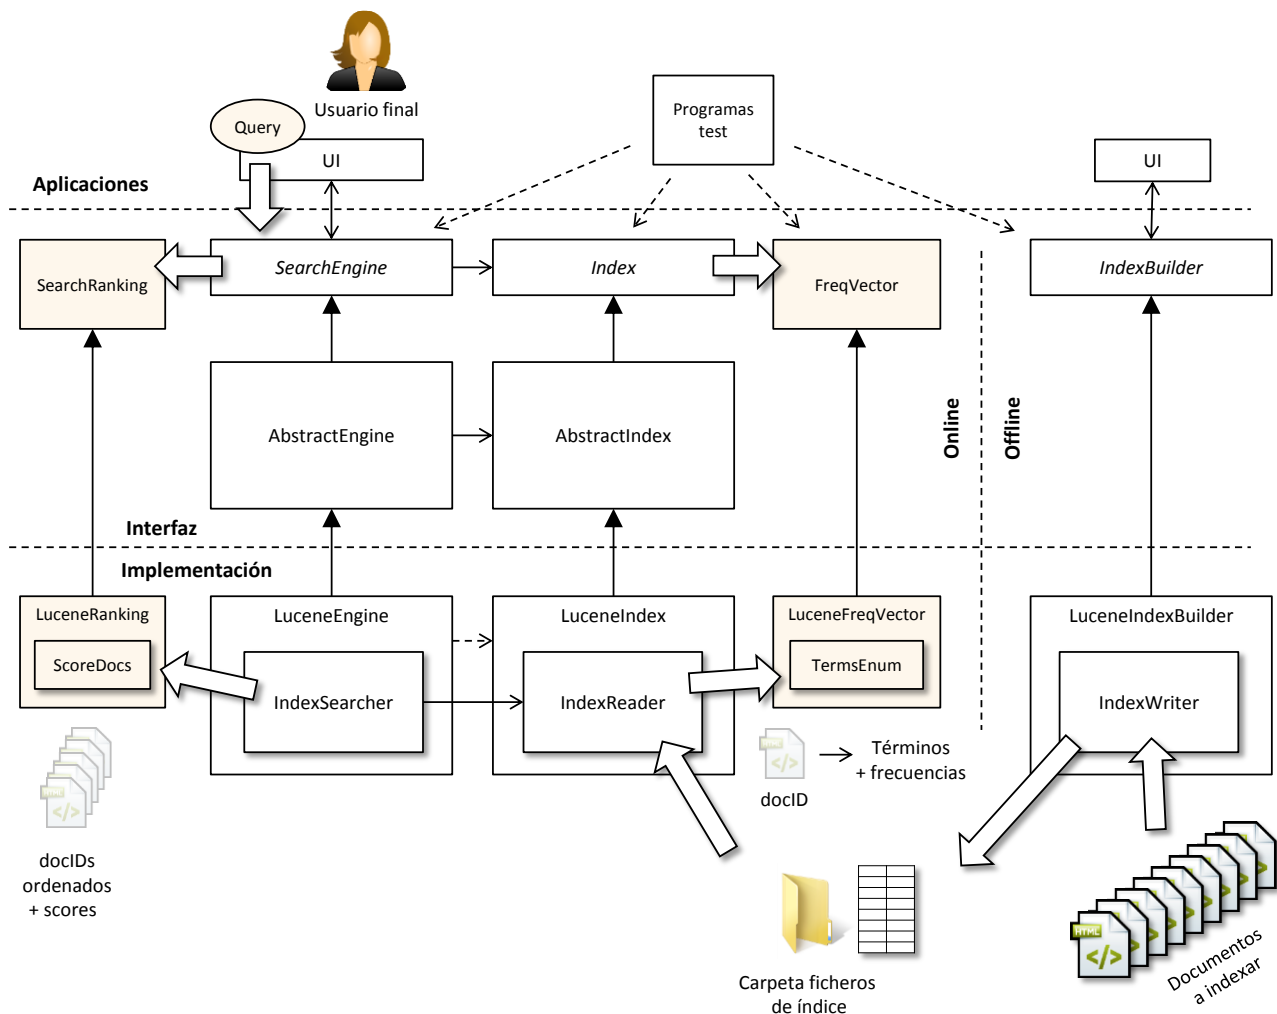 Usuario final
Query
UI
Programas
test
UI
Aplicaciones
SearchRanking
SearchEngine
Index
FreqVector
IndexBuilder
AbstractEngine
AbstractIndex
Online
Offline
Interfaz
Implementación
LuceneRanking
ScoreDocs
LuceneEngine
IndexSearcher
LuceneIndex
IndexReader
LuceneFreqVector
TermsEnum
LuceneIndexBuilder
IndexWriter
HTML
</>
docIDs
ordenados
+ scores
</>
docID
Términos
+ frecuencias
Carpeta ficheros
de índice
HTML
</>
Documentos
a indexar